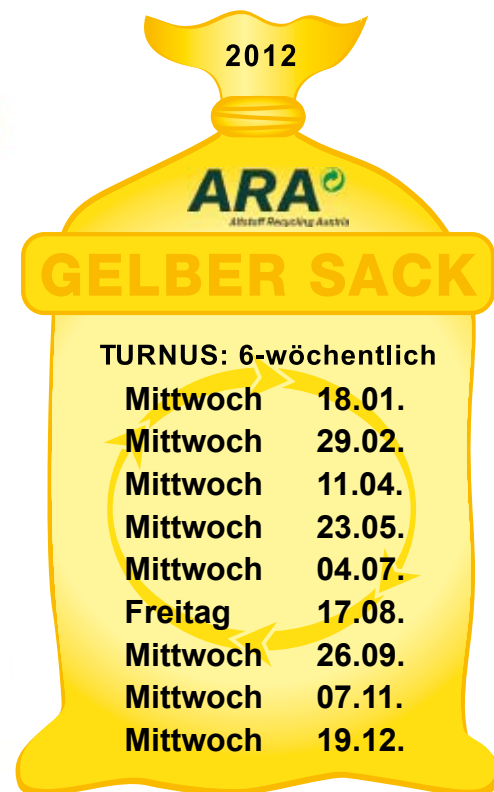 2012
ARA
Altstoff Recycling Austria
GELBER SACK
TURNUS: 6-wöchentlich
Mittwoch 18.01.
Mittwoch 29.02.
Mittwoch 11.04.
Mittwoch 23.05.
Mittwoch 04.07.
Freitag 17.08.
Mittwoch 26.09.
Mittwoch 07.11.
Mittwoch 19.12.